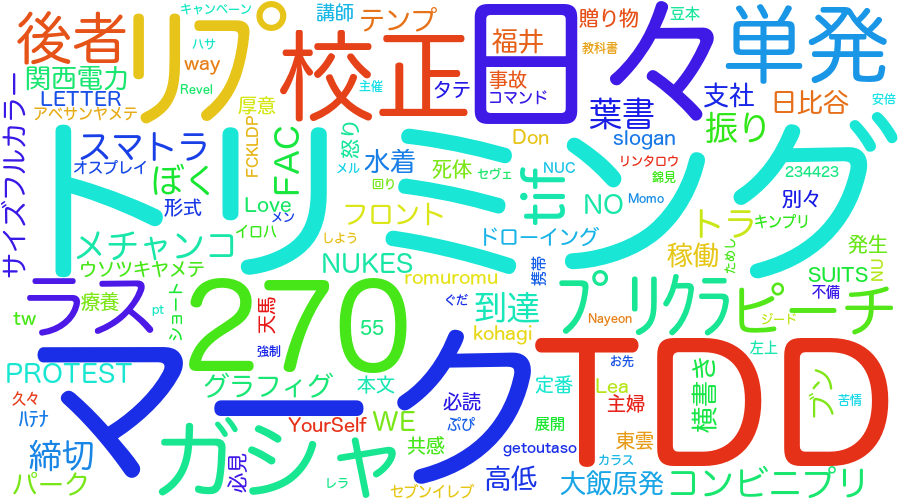 キャンペーン
講師
テンプ
贈り物
豆本
後者
リプ
校正
日々
単発
ハサ
福井
教科書
関西電力
way
事故
Revel
主催
タテ
コマンド
安倍
LETTER
厚意
葉書
支社
日比谷
アベサンヤメテ
サイズフルカラー
スマトラ
FCKLDP
FAC
怒り
Don
slogan
振り
オスプレイ
水着
メル
死体
セヴェ
NUC
リンタロウ
234423
ぼく
回り
錦見
トリミング
tif
形式
Love
メン
フロント
NO
Momo
別々
トラ
キンプリ
メチャンコ
イロハ
しよう
ドローイング
稼働
ためし
発生
ウソツキヤメテ
NUKES
romuromu
携帯
SUITS
NU
ラス
療養
pt
ショート
270
天馬
55
ぐだ
到達
プリクラ
ピーチ
不備
tw
kohagi
Nayeon
ジード
強制
お先
左上
マーク
TDD
PROTEST
グラフィグ
本文
定番
Lea
横書き
ブン
久々
必読
主婦
苦情
ハテナ
ガシャ
YourSelf
WE
ぷぴ
展開
締切
共感
getoutaso
東雲
必見
カラス
パーク
レラ
セブンイレブ
高低
大飯原発
コンビニプリ